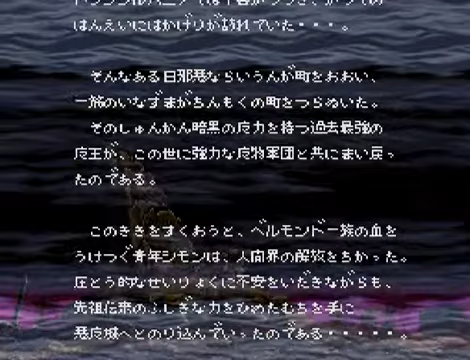 はんえいにはかげりが訪れていた・・・。
そんなある日邪悪ならいうんが町をおおい、
一族のいなずまがちんもくの町をつらぬいた。
そのしゅんかん暗黒の魔力を持つ過去最強の
魔王が、この世に強力な魔物軍団と共にまい戻っ
たのである。
このききをすくおうと、ベルモンド一族の血を
うけつぐ青年シモンは、人間界の解放をちかった。
圧とう的なせいりょくに不安をいだきながらも、
先祖伝来のふしぎな力をひめたむちを手に
悪魔城へとのり込んでいったのである・・・・・。